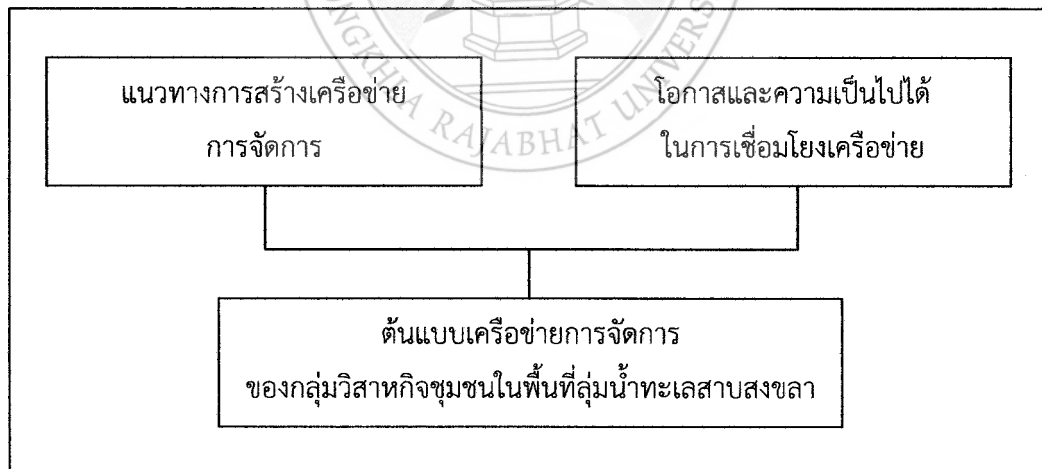 แนวทางการสร้างเครือข่าย
การจัดการ
โอกาสและความเป็นไปได้
ในการเชื่อมโยงเครือข่าย
ต้นแบบเครือข่ายการจัดการ
ของกลุ่มวิสาหกิจชุมชนในพื้นที่ลุ่มน้ำทะเลสาบสงขลา
RAJABHAT UNIVERS